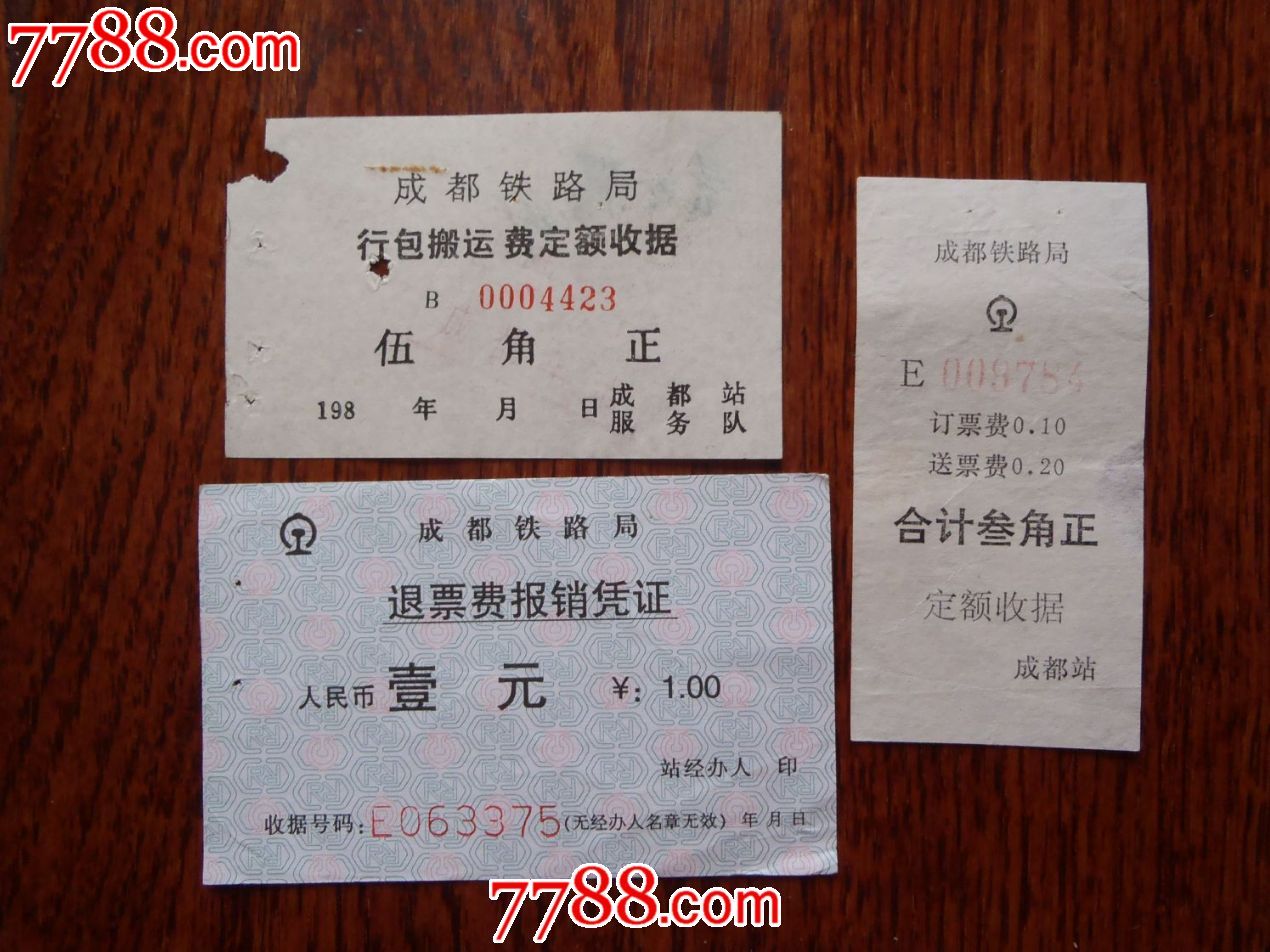 7788.com
成都铁路局
行包搬运费定额收据
B 0004423
伍角正
198 年 月 日 成都站
服务队
成都铁路局
E 009784
订票费0.10
送票费0.20
合计叁角正
定额收据
成都站
成都铁路局
退票费报销凭证
人民币 壹元 ¥: 1.00
站经办人 印
收据号码: E063375 (无经办人名章无效) 年 月 日
7788.com